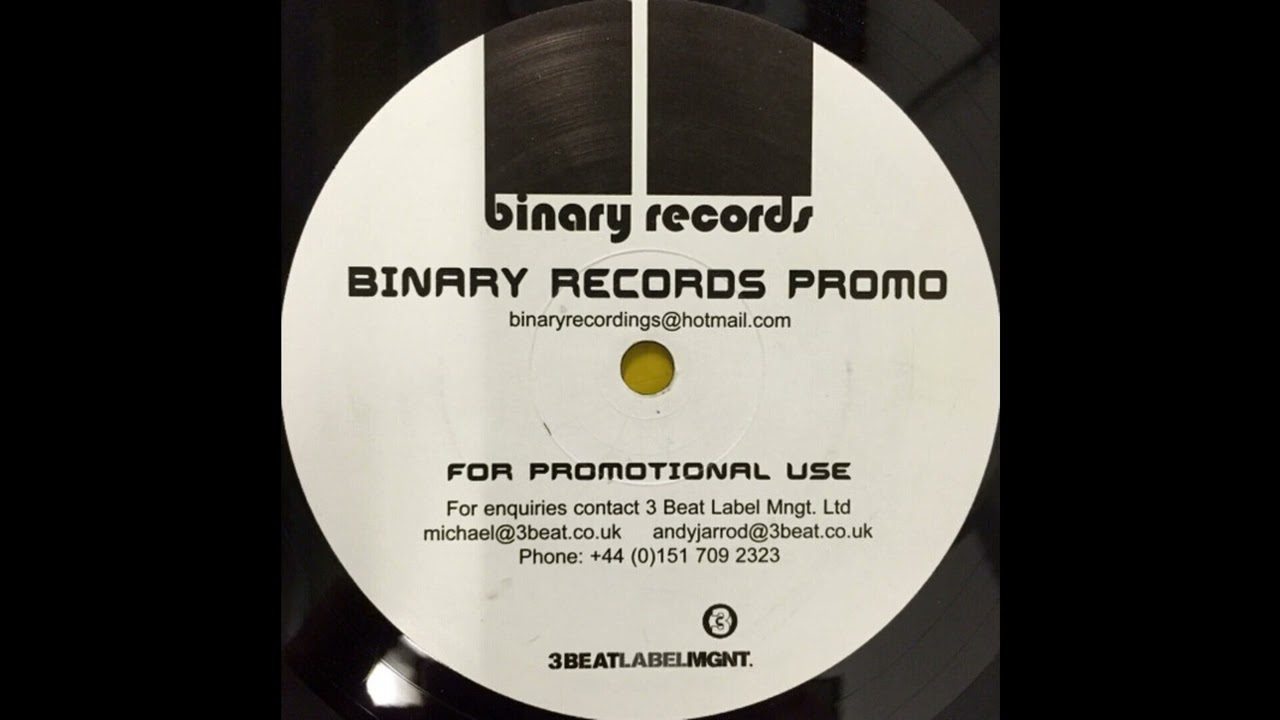 binary records
BINARY RECORDS PROMO
binaryrecordings@hotmail.com
FOR PROMOTIONAL USE
For enquiries contact 3 Beat Label Mngt. Ltd
michael@3beat.co.uk andyjarrod@3beat.co.uk
Phone: +44 (0)151 709 2323
3
3BEATLABELMGNT.